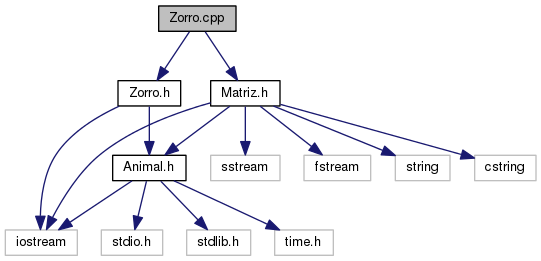 Zorro.cpp
Zorro.h
Matriz.h
Animal.h
sstream
fstream
string
cstring
iostream
stdio.h
stdlib.h
time.h